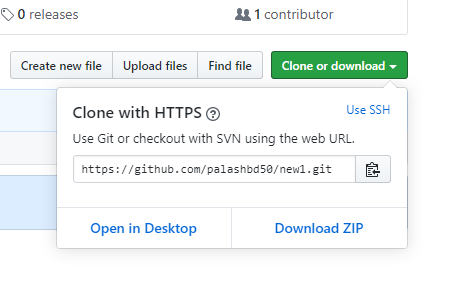 0 releases
1 contributor
Create new file
Upload files
Find file
Clone or download
Clone with HTTPS
Use SSH
Use Git or checkout with SVN using the web URL.
https://github.com/palashbd50/new1.git
Open in Desktop
Download ZIP